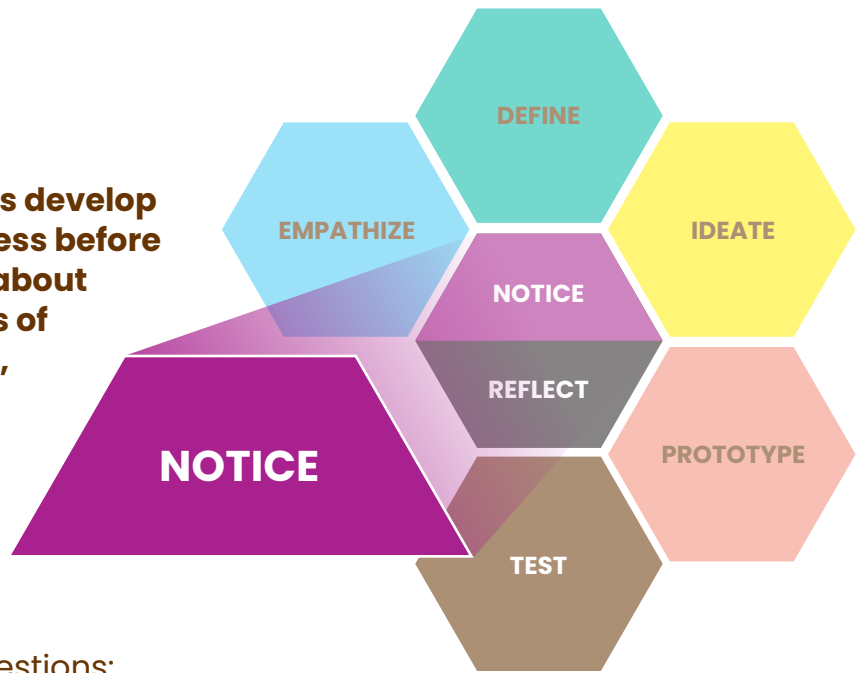 DEFINE
s develop
ess before
about
s of
,
EMPATHIZE
IDEATE
NOTICE
REFLECT
NOTICE
PROTOTYPE
TEST
estions: